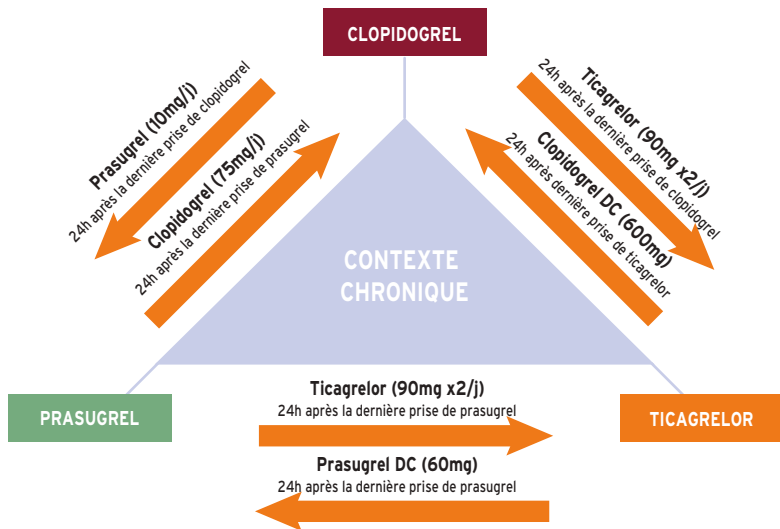 CLOPIDOGREL
Prasugrel (10mg/j)
24h après la dernière prise de clopidogrel
Clopidogrel (75mg/j)
24h après la dernière prise de prasugrel
Ticagrelor (90mg x2/j)
24h après la dernière prise de clopidogrel
Clopidogrel DC (600mg)
24h après dernière prise de ticagrelor
CONTEXTE
CHRONIQUE
PRASUGREL
Ticagrelor (90mg x2/j)
24h après la dernière prise de prasugrel
TICAGRELOR
Prasugrel DC (60mg)
24h après la dernière prise de prasugrel